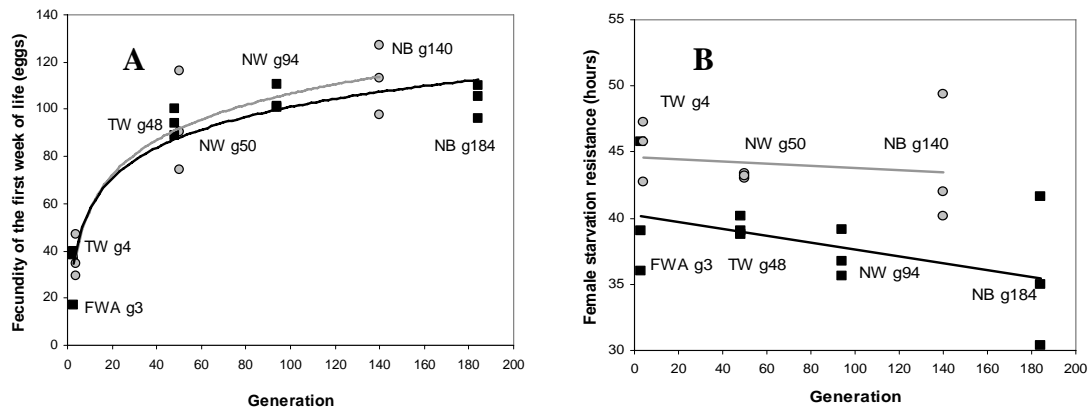 A
Fecundity of the first week of life (eggs)
140
120
100
80
60
40
20
0
NW g94
NB g140
TW g48
NW g50
NB g184
TW g4
FWA g3
0 20 40 60 80 100 120 140 160 180 200
Generation
B
Female starvation resistance (hours)
55
50
45
40
35
30
TW g4
NW g50
NB g140
FWA g3
TW g48
NW g94
NB g184
0 20 40 60 80 100 120 140 160 180 200
Generation